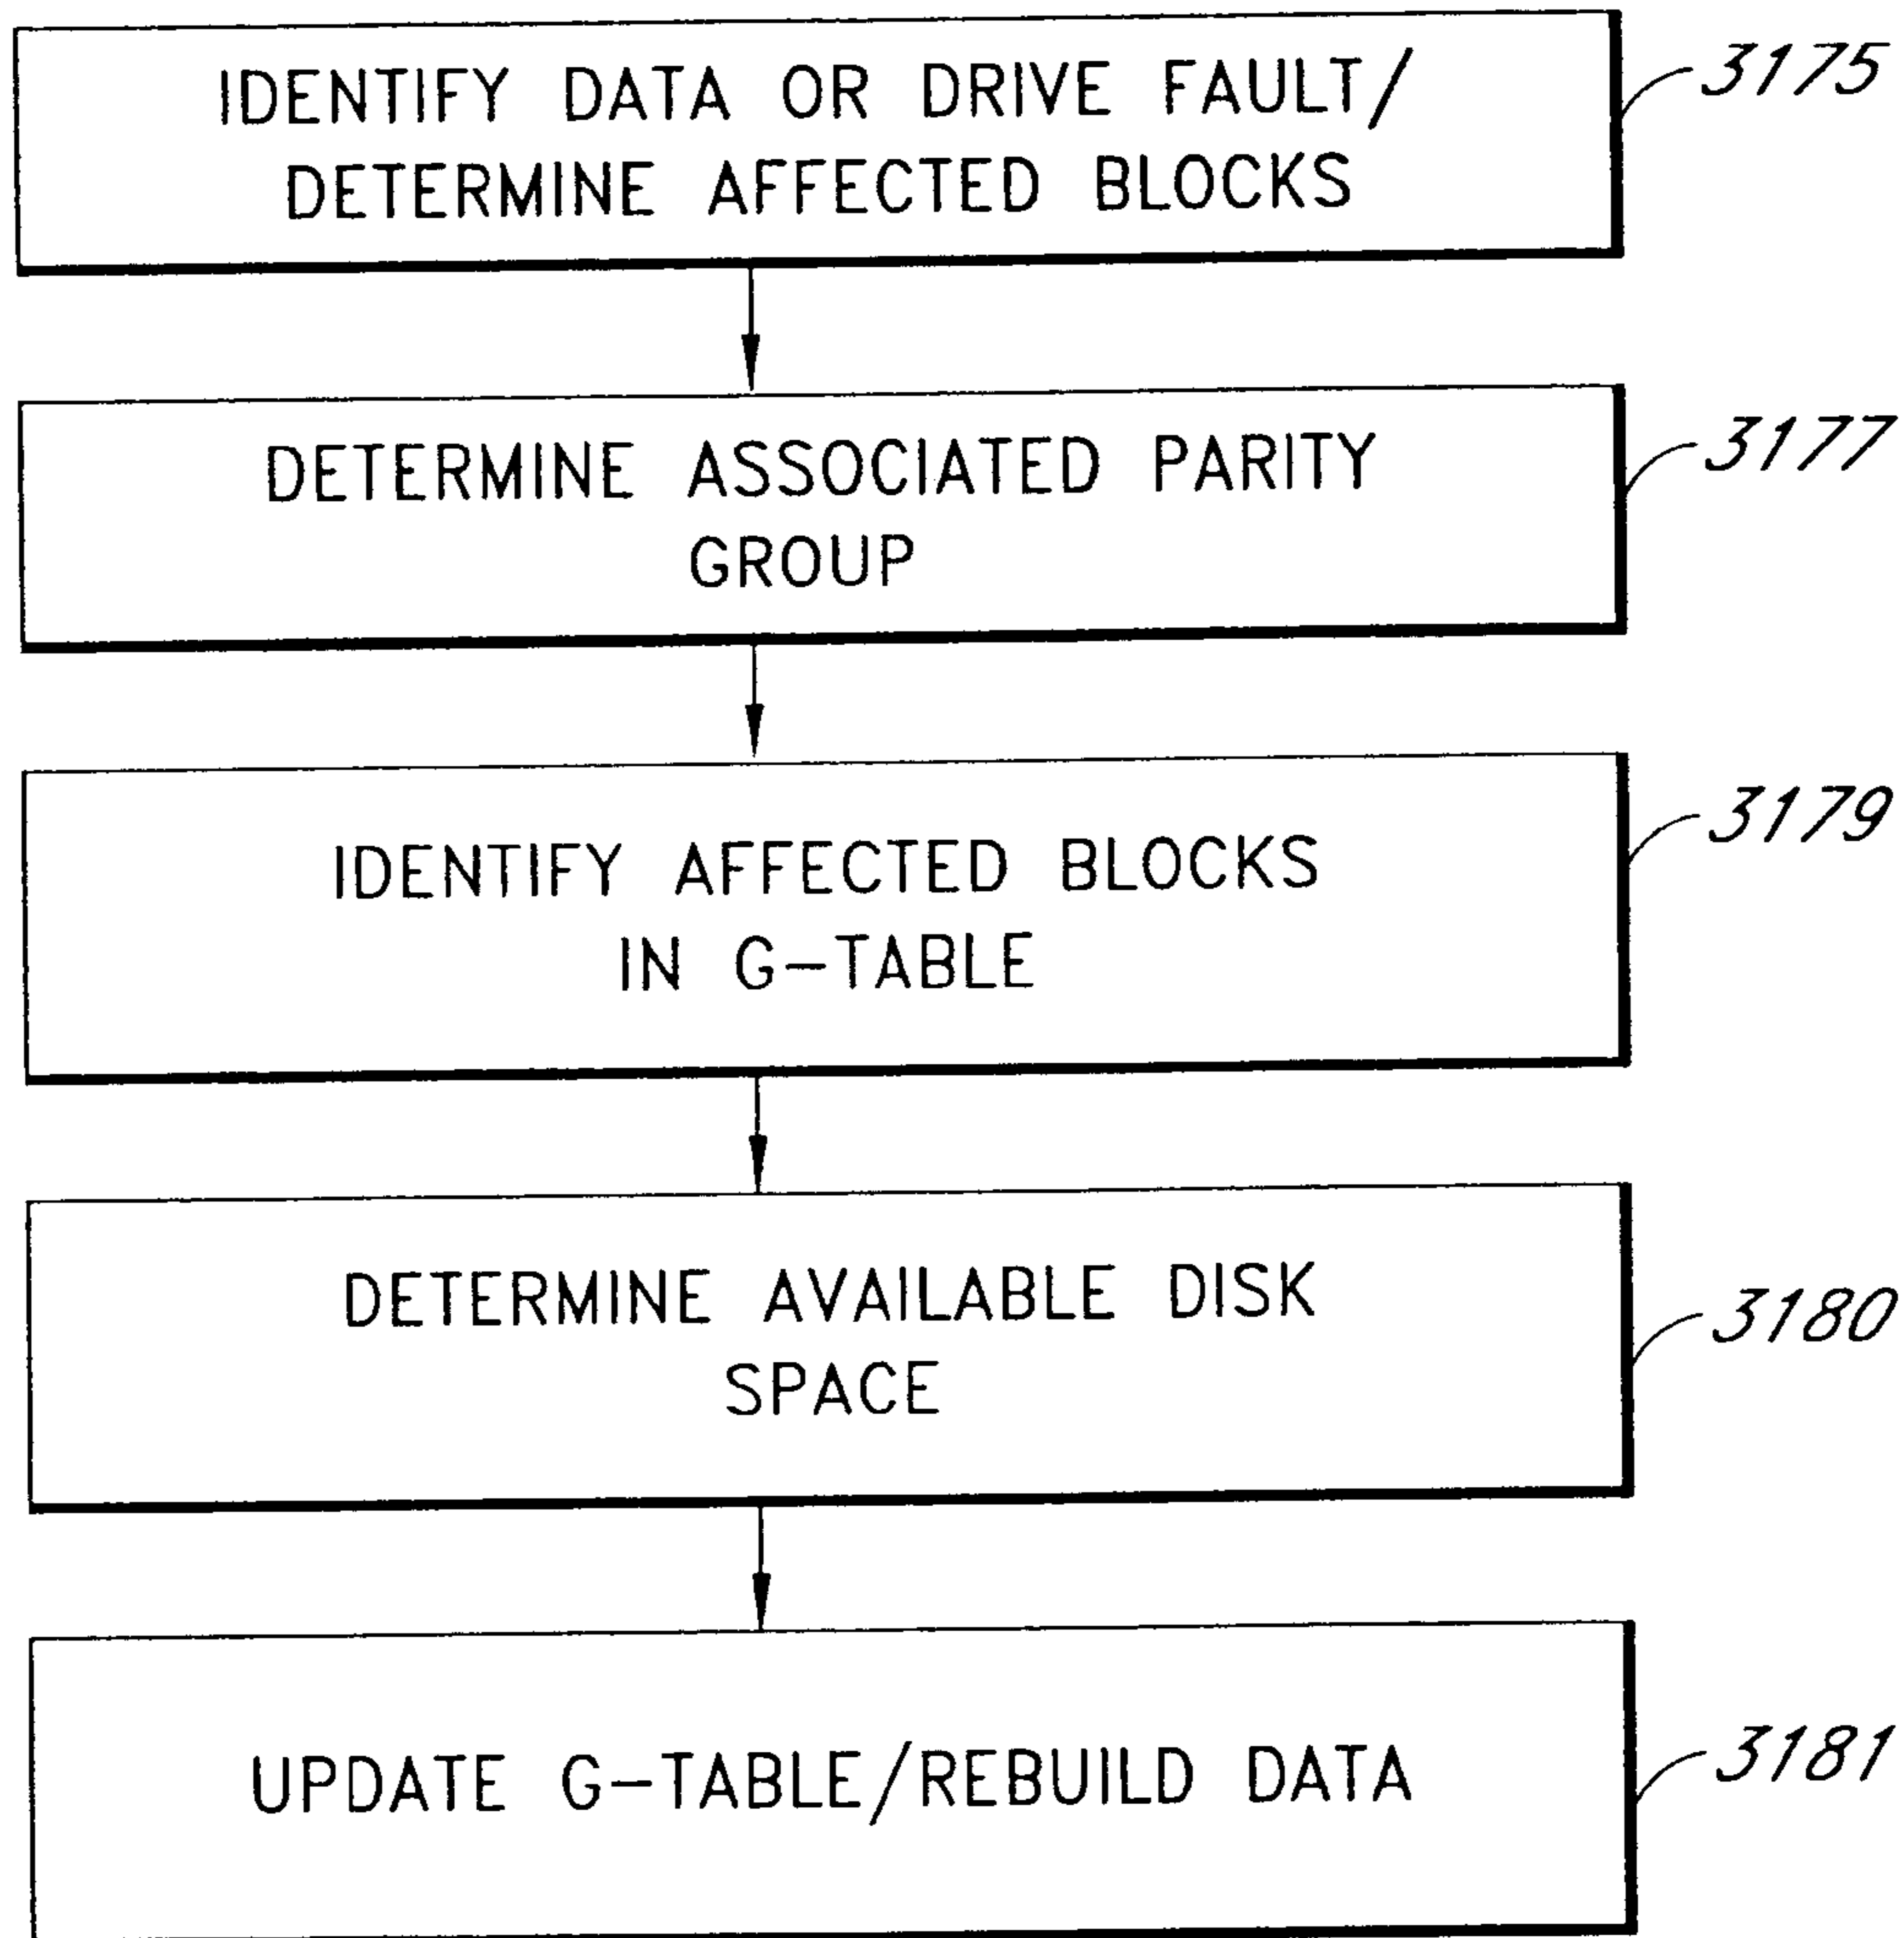 IDENTIFY DATA OR DRIVE FAULT/
DETERMINE AFFECTED BLOCKS
3175
DETERMINE ASSOCIATED PARITY
GROUP
3177
IDENTIFY AFFECTED BLOCKS
IN G-TABLE
3179
DETERMINE AVAILABLE DISK
SPACE
3180
UPDATE G-TABLE/REBUILD DATA
3181